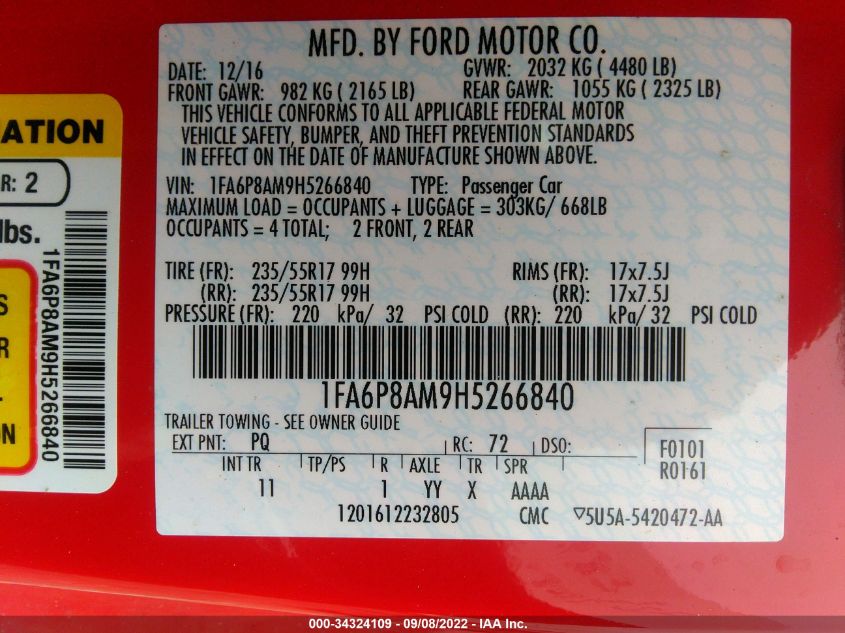 MFD. BY FORD MOTOR CO.
DATE: 12/16 GVWR: 2032 KG ( 4480 LB)
FRONT GAWR: 982 KG ( 2165 LB) REAR GAWR: 1055 KG ( 2325 LB)
THIS VEHICLE CONFORMS TO ALL APPLICABLE FEDERAL MOTOR
VEHICLE SAFETY, BUMPER, AND THEFT PREVENTION STANDARDS
IN EFFECT ON THE DATE OF MANUFACTURE SHOWN ABOVE.
VIN: 1FA6P8AM9H5266840 TYPE: Passenger Car
MAXIMUM LOAD = OCCUPANTS + LUGGAGE = 303KG/ 668LB
OCCUPANTS = 4 TOTAL; 2 FRONT, 2 REAR
TIRE (FR): 235/55R17 99H RIMS (FR): 17x7.5J
(RR): 235/55R17 99H (RR): 17x7.5J
PRESSURE (FR): 220 kPa/ 32 PSI COLD (RR): 220 kPa/ 32 PSI COLD
1FA6P8AM9H5266840
TRAILER TOWING - SEE OWNER GUIDE
EXT PNT: PQ RC: 72 DSO:
F0101
R0161
INT TR TP/PS R AXLE TR SPR
11 1 YY X AAAA
1201612232805 CMC ▽5U5A-5420472-AA
ATION
R: 2
lbs.
1FA6P8AM9H5266840
S
R
ON
000-34324109 - 09/08/2022 - IAA Inc.